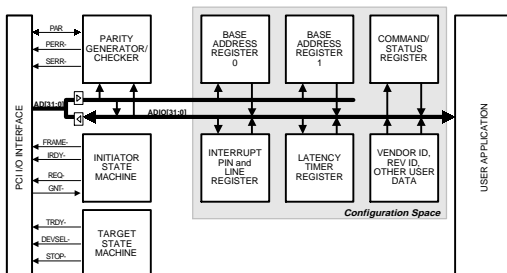 PCI I/O INTERFACE
PAR
PERR-
SERR-
PARITY
GENERATOR/
CHECKER
BASE
ADDRESS
REGISTER
0
BASE
ADDRESS
REGISTER
1
COMMAND/
STATUS
REGISTER
USER APPLICATION
AD[31:0]
ADIO[31:0]
FRAME-
IRDY-
REQ-
GNT-
INITIATOR
STATE
MACHINE
INTERRUPT
PIN and
LINE
REGISTER
LATENCY
TIMER
REGISTER
VENDOR ID,
REV ID,
OTHER USER
DATA
Configuration Space
TRDY-
DEVSEL-
STOP-
TARGET
STATE
MACHINE